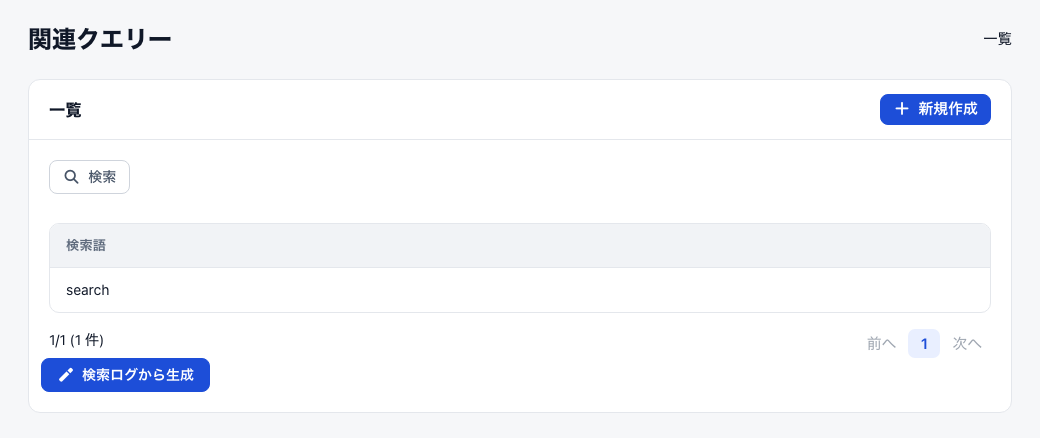 関連クエリー
一覧
一覧
新規作成
検索
検索語
search
1/1 (1 件)
前へ 1 次へ
検索ログから生成